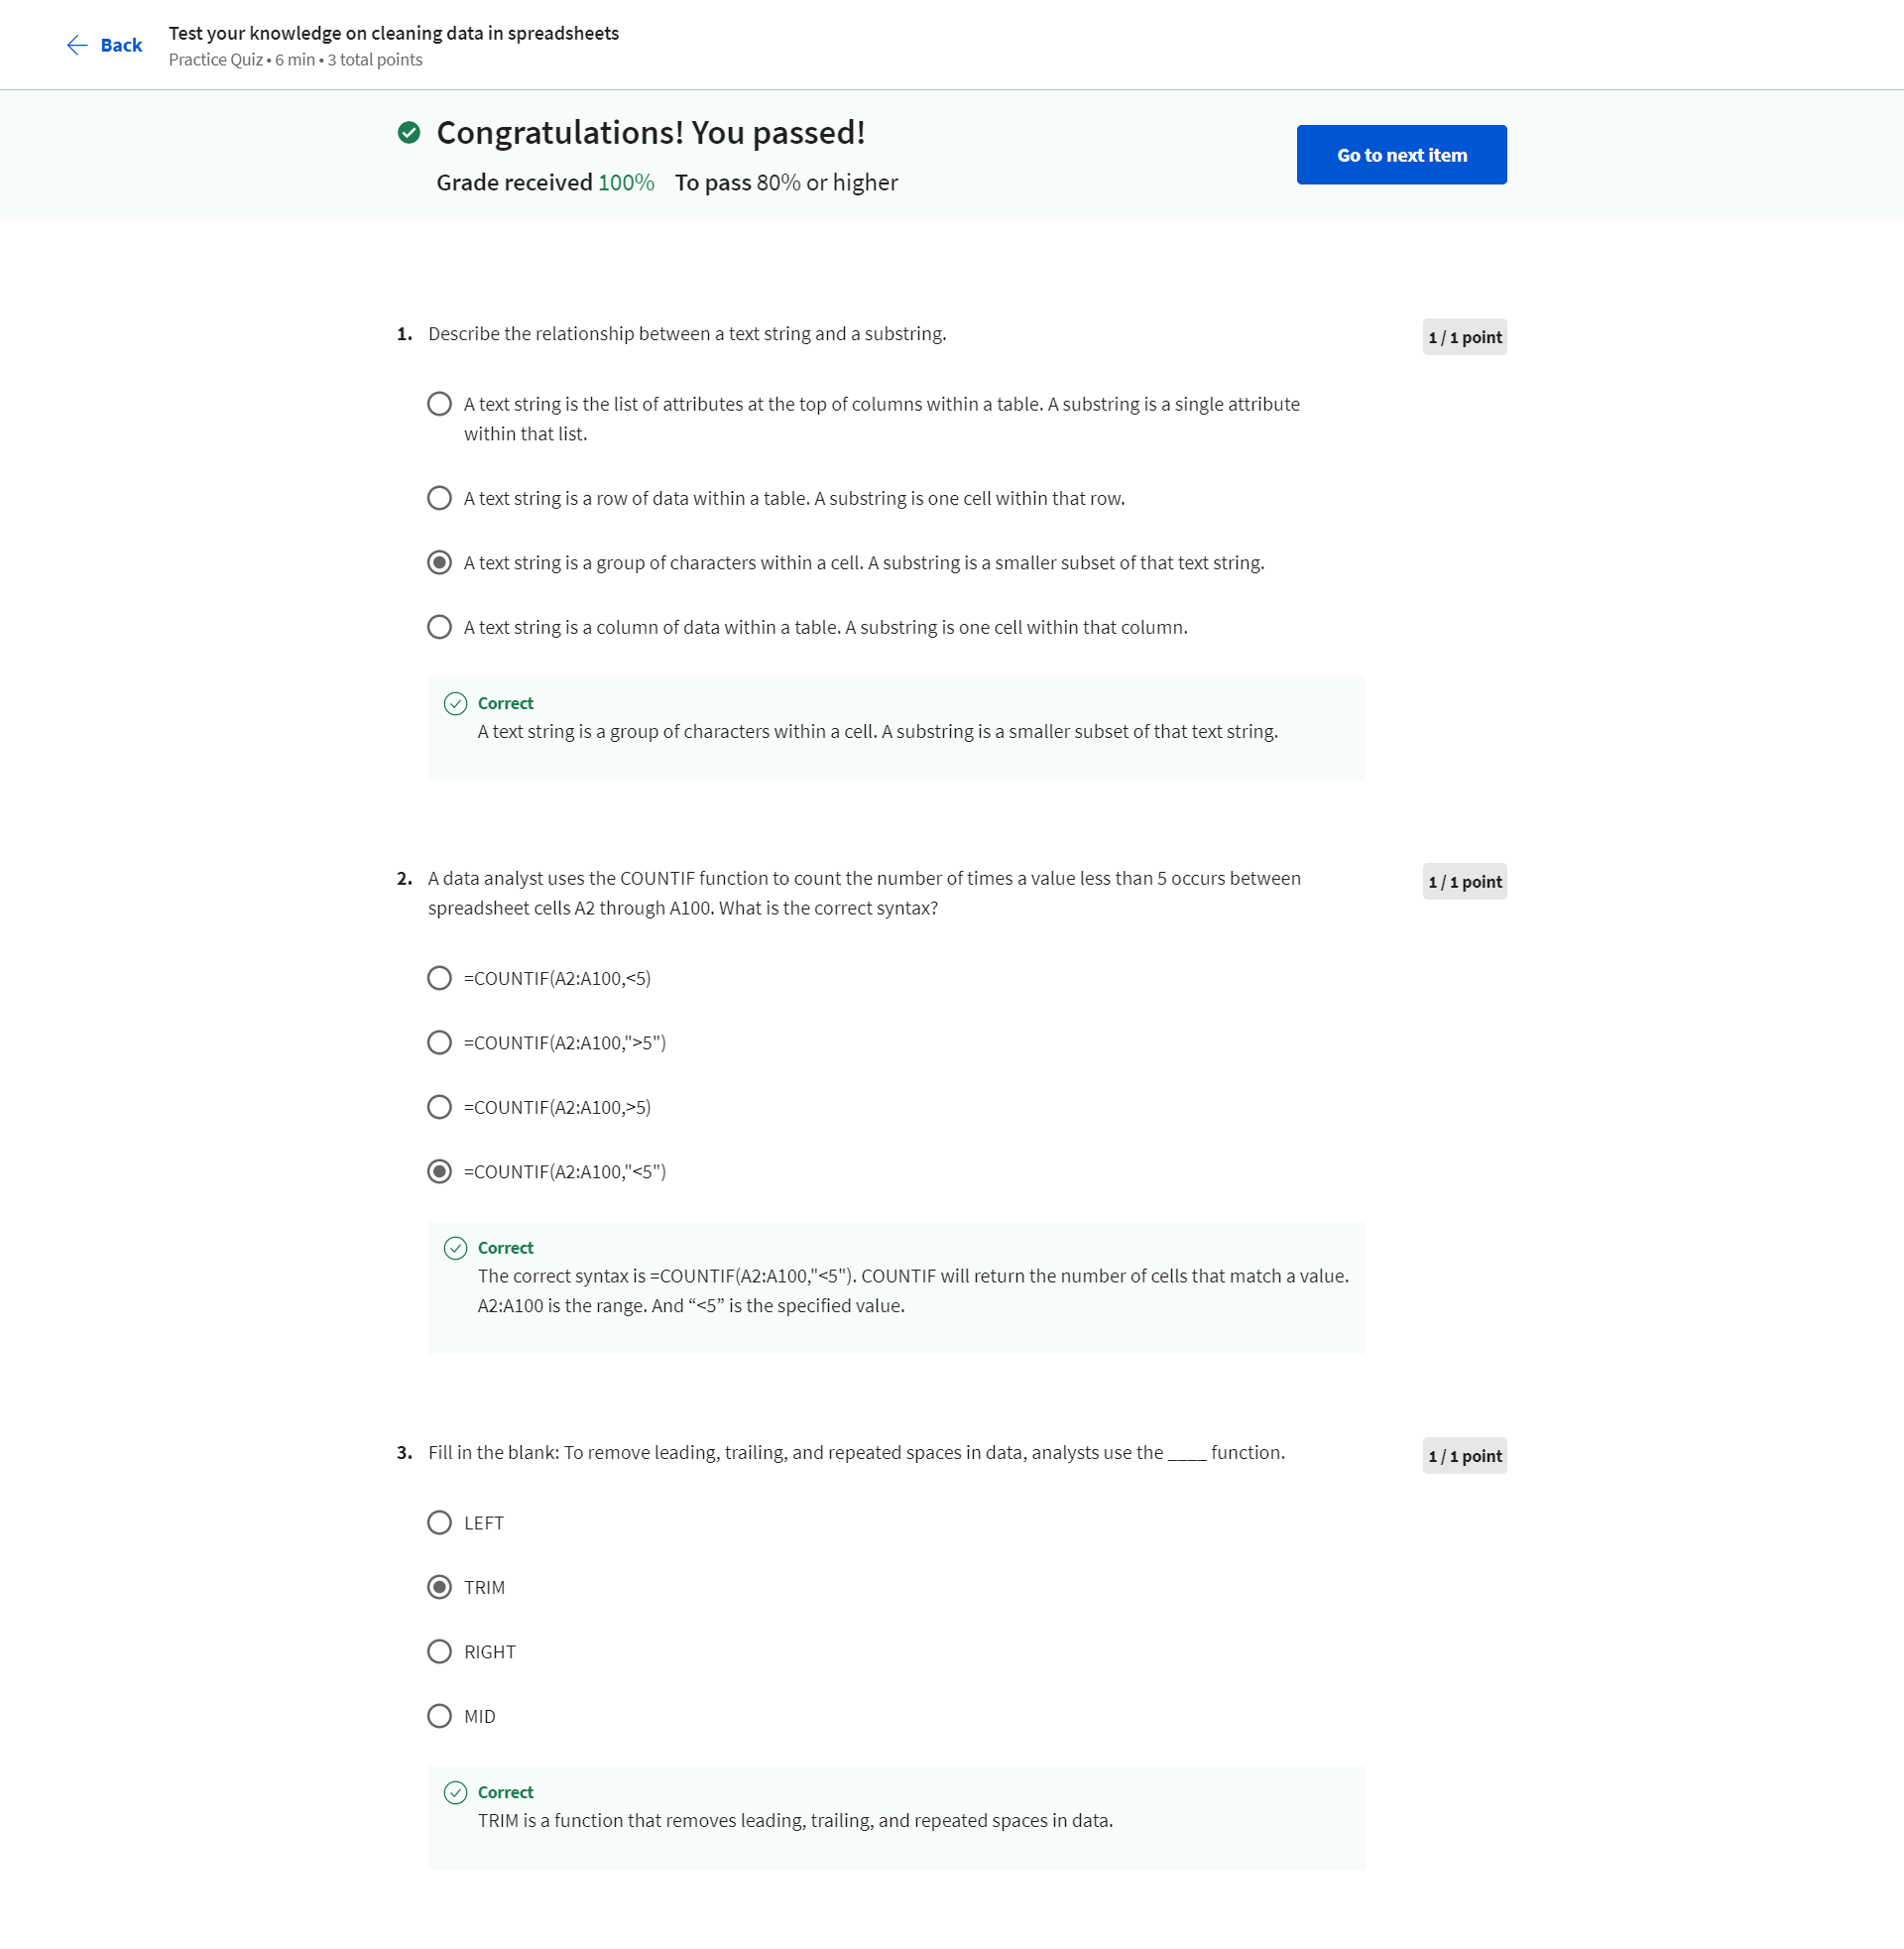 Back
Test your knowledge on cleaning data in spreadsheets
Practice Quiz • 6 min • 3 total points
Congratulations! You passed!
Grade received 100% To pass 80% or higher
Go to next item
1. Describe the relationship between a text string and a substring.
1 / 1 point
A text string is the list of attributes at the top of columns within a table. A substring is a single attribute
within that list.
A text string is a row of data within a table. A substring is one cell within that row.
A text string is a group of characters within a cell. A substring is a smaller subset of that text string.
A text string is a column of data within a table. A substring is one cell within that column.
Correct
A text string is a group of characters within a cell. A substring is a smaller subset of that text string.
2. A data analyst uses the COUNTIF function to count the number of times a value less than 5 occurs between
spreadsheet cells A2 through A100. What is the correct syntax?
1 / 1 point
=COUNTIF(A2:A100,<5)
=COUNTIF(A2:A100,">5")
=COUNTIF(A2:A100,>5)
=COUNTIF(A2:A100,"<5")
Correct
The correct syntax is =COUNTIF(A2:A100,"<5"). COUNTIF will return the number of cells that match a value.
A2:A100 is the range. And “<5” is the specified value.
3. Fill in the blank: To remove leading, trailing, and repeated spaces in data, analysts use the ____ function.
1 / 1 point
LEFT
TRIM
RIGHT
MID
Correct
TRIM is a function that removes leading, trailing, and repeated spaces in data.